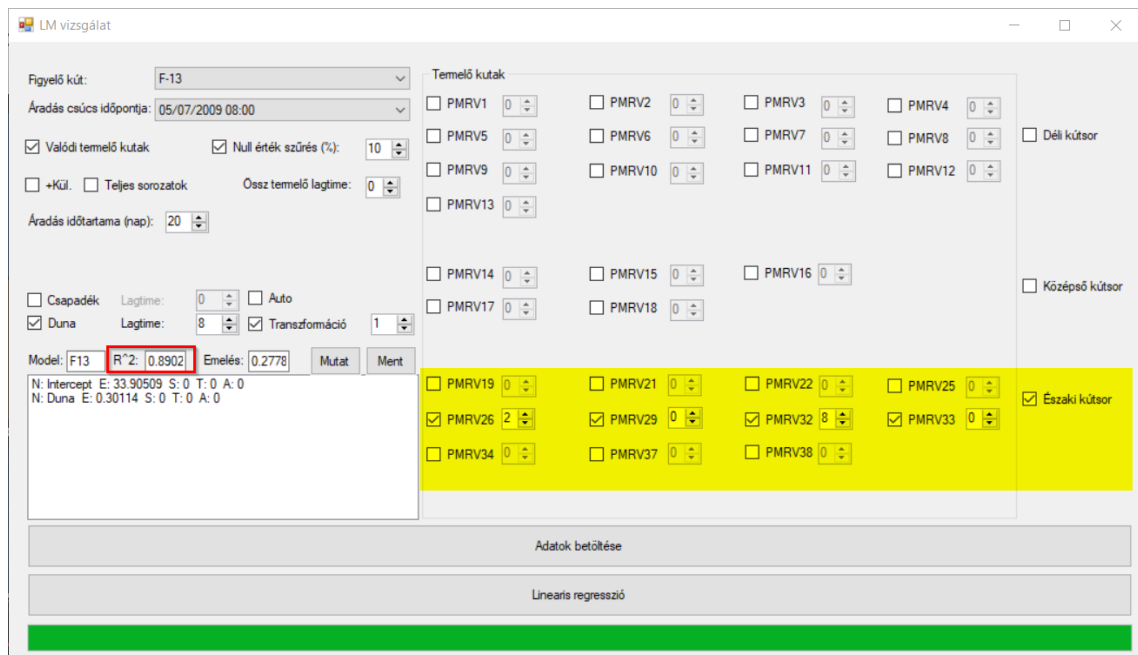 LM vizsgálat
Figyelő kút: F-13
Áradás csúcs időpontja: 05/07/2009 08:00
Valódi termelő kutak Null érték szűrés (%): 10
+Kül. Teljes sorozatok Össz termelő lagtime: 0
Áradás időtartama (nap): 20
Csapadék Lagtime: 0 Auto
Duna Lagtime: 8 Transzformáció 1
Model: F13 R^2: 0.8902 Emelés: 0.2778 Mutat Ment
N: Intercept E: 33.90509 S: 0 T: 0 A: 0
N: Duna E: 0.30114 S: 0 T: 0 A: 0
Termelő kutak
PMRV1 0 PMRV2 0 PMRV3 0 PMRV4 0
PMRV5 0 PMRV6 0 PMRV7 0 PMRV8 0 Déli kútsor
PMRV9 0 PMRV10 0 PMRV11 0 PMRV12 0
PMRV13 0
PMRV14 0 PMRV15 0 PMRV16 0
Középső kútsor
PMRV17 0 PMRV18 0
PMRV19 0 PMRV21 0 PMRV22 0 PMRV25 0
Északi kútsor
PMRV26 2 PMRV29 0 PMRV32 8 PMRV33 0
PMRV34 0 PMRV37 0 PMRV38 0
Adatok betöltése
Linearis regresszió